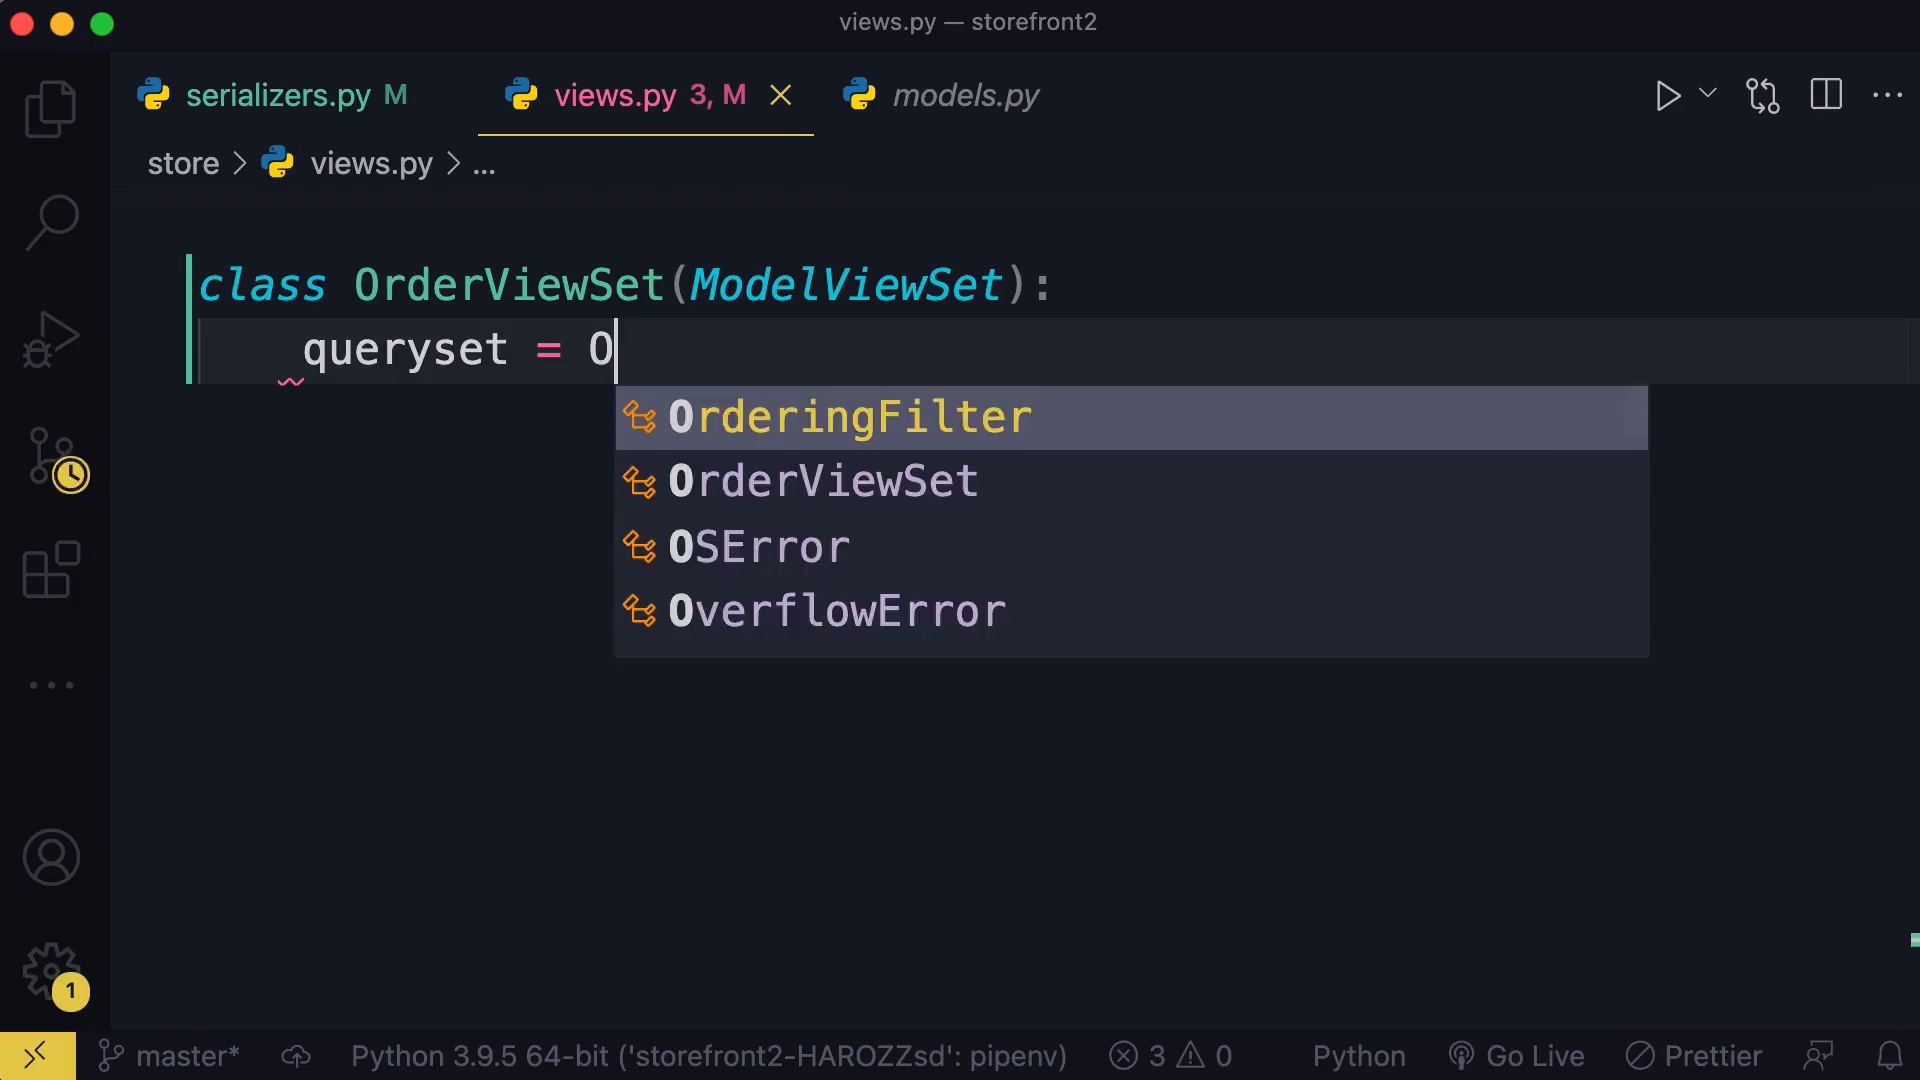 views.py — storefront2
serializers.py M
views.py 3, M
models.py
store > views.py > ...
class OrderViewSet(ModelViewSet):
queryset = O
OrderingFilter
OrderViewSet
OSError
OverflowError
1
master*
Python 3.9.5 64-bit ('storefront2-HAROZZsd': pipenv)
3
0
Python
Go Live
Prettier